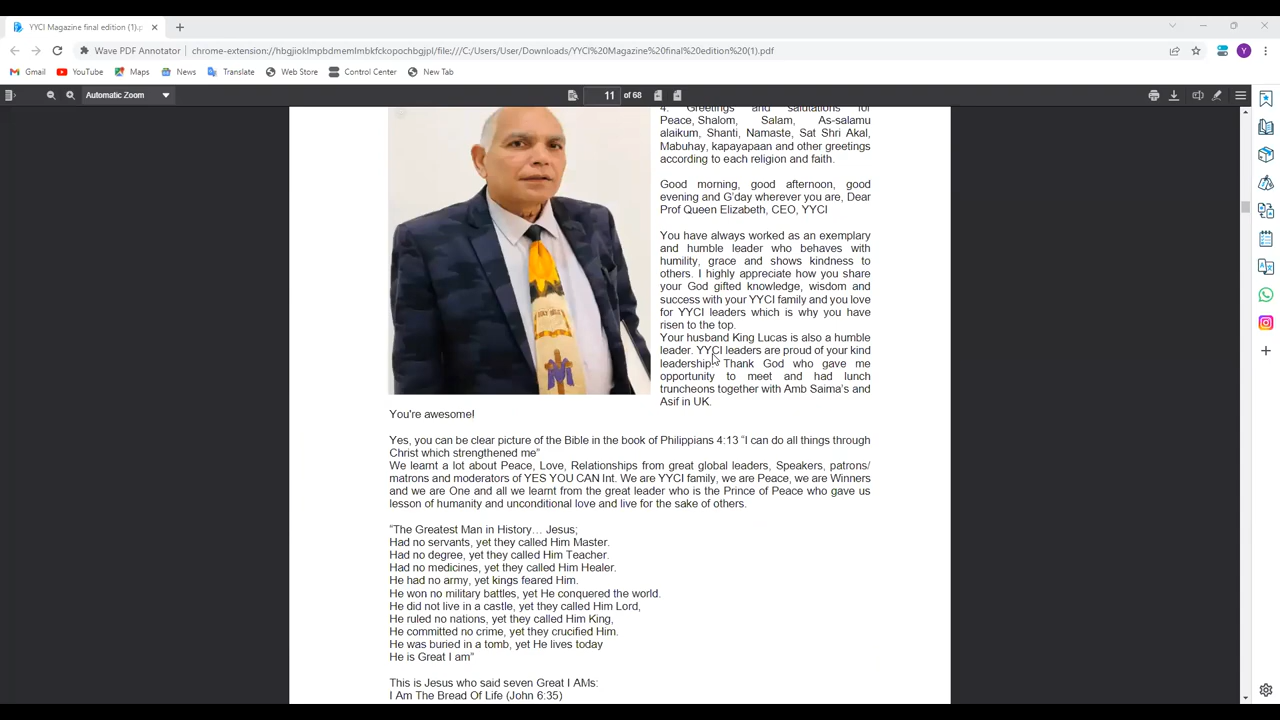 YYCI Magazine final edition (1).p
Wave PDF Annotator
chrome-extension://hbgjioklmpbdmemlmbkfckopochbgjpl/file:///C:/Users/User/Downloads/YYCI%20Magazine%20final%20edition%20(1).pdf
Y
Gmail YouTube Maps News Translate Web Store Control Center New Tab
Automatic Zoom
11 of 68
4. Greetings and salutations for
Peace, Shalom, Salam, As-salamu
alaikum, Shanti, Namaste, Sat Shri Akal,
Mabuhay, kapayapaan and other greetings
according to each religion and faith.
Good morning, good afternoon, good
evening and G'day wherever you are, Dear
Prof Queen Elizabeth, CEO, YYCI
You have always worked as an exemplary
and humble leader who behaves with
humility, grace and shows kindness to
others. I highly appreciate how you share
your God gifted knowledge, wisdom and
success with your YYCI family and you love
for YYCI leaders which is why you have
risen to the top.
Your husband King Lucas is also a humble
leader. YYCI leaders are proud of your kind
leadership. Thank God who gave me
opportunity to meet and had lunch
truncheons together with Amb Saima's and
Asif in UK.
HOLY BIBLE
You're awesome!
Yes, you can be clear picture of the Bible in the book of Philippians 4:13 "I can do all things through
Christ which strengthened me"
We learnt a lot about Peace, Love, Relationships from great global leaders, Speakers, patrons/
matrons and moderators of YES YOU CAN Int. We are YYCI family, we are Peace, we are Winners
and we are One and all we learnt from the great leader who is the Prince of Peace who gave us
lesson of humanity and unconditional love and live for the sake of others.
"The Greatest Man in History… Jesus;
Had no servants, yet they called Him Master.
Had no degree, yet they called Him Teacher.
Had no medicines, yet they called Him Healer.
He had no army, yet kings feared Him.
He won no military battles, yet He conquered the world.
He did not live in a castle, yet they called Him Lord,
He ruled no nations, yet they called Him King,
He committed no crime, yet they crucified Him.
He was buried in a tomb, yet He lives today
He is Great I am"
This is Jesus who said seven Great I AMs:
I Am The Bread Of Life (John 6:35)